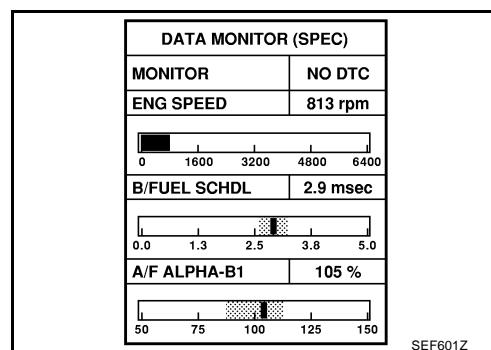 DATA MONITOR (SPEC)
MONITOR NO DTC
ENG SPEED 813 rpm
0 1600 3200 4800 6400
B/FUEL SCHDL 2.9 msec
0.0 1.3 2.5 3.8 5.0
A/F ALPHA-B1 105 %
50 75 100 125 150
SEF601Z